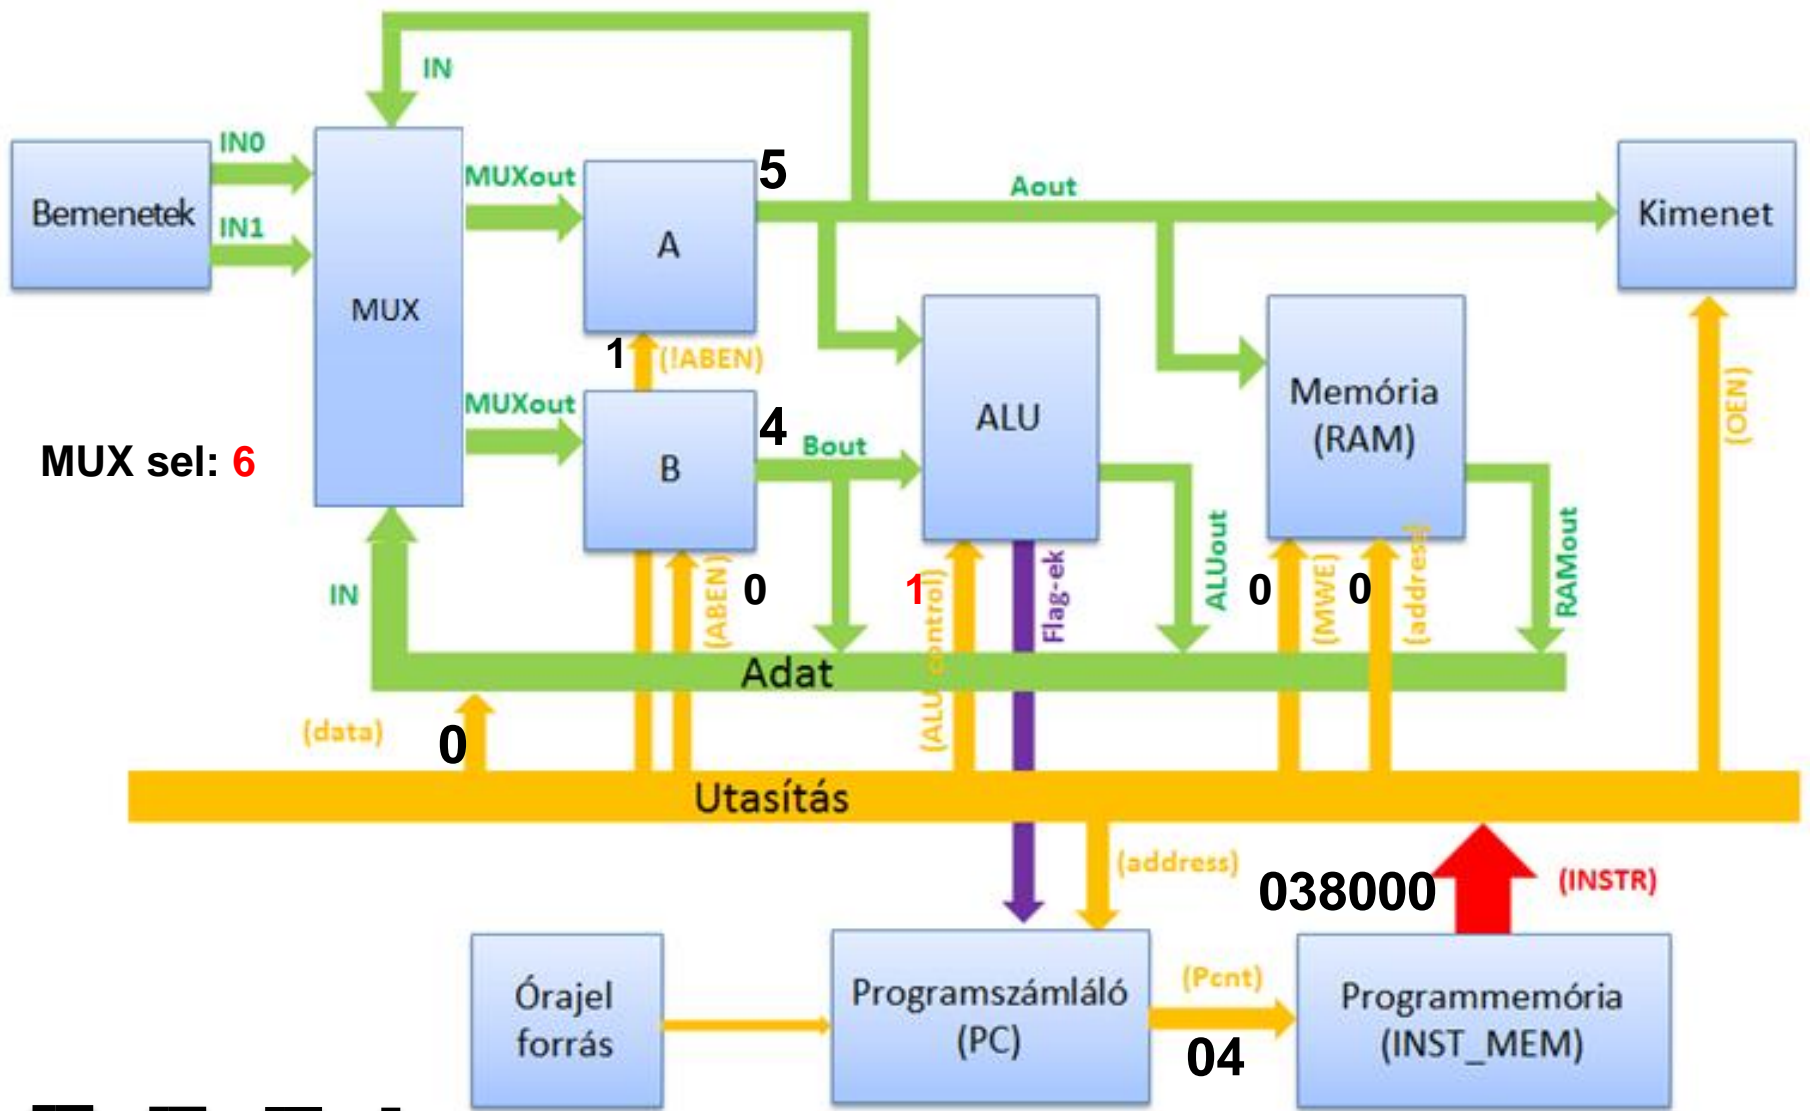 IN
Bemenetek
IN0
IN1
MUX
MUXout
A
5
Aout
Kimenet
1
(!ABEN)
MUXout
B
4
Bout
ALU
Memória
(RAM)
(OEN)
MUX sel: 6
IN
(ABEN)
0
1
(ALU control)
Flag-ek
ALUout
0
(MWE)
0
(address)
RAMout
Adat
(data)
0
Utasítás
(address)
038000
(INSTR)
Órajel
forrás
Programszámláló
(PC)
(Pcnt)
04
Programmemória
(INST_MEM)